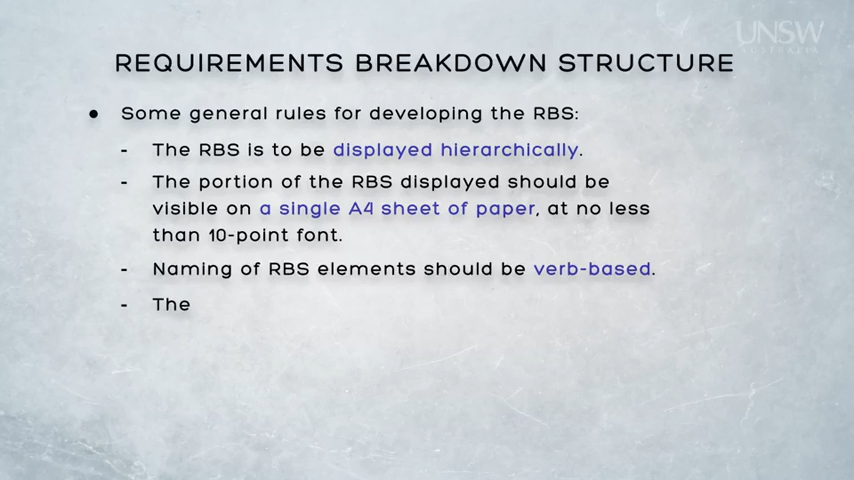 UNSW
AUSTRALIA
REQUIREMENTS BREAKDOWN STRUCTURE
● Some general rules for developing the RBS:
- The RBS is to be displayed hierarchically.
- The portion of the RBS displayed should be
visible on a single A4 sheet of paper, at no less
than 10-point font.
- Naming of RBS elements should be verb-based.
- The